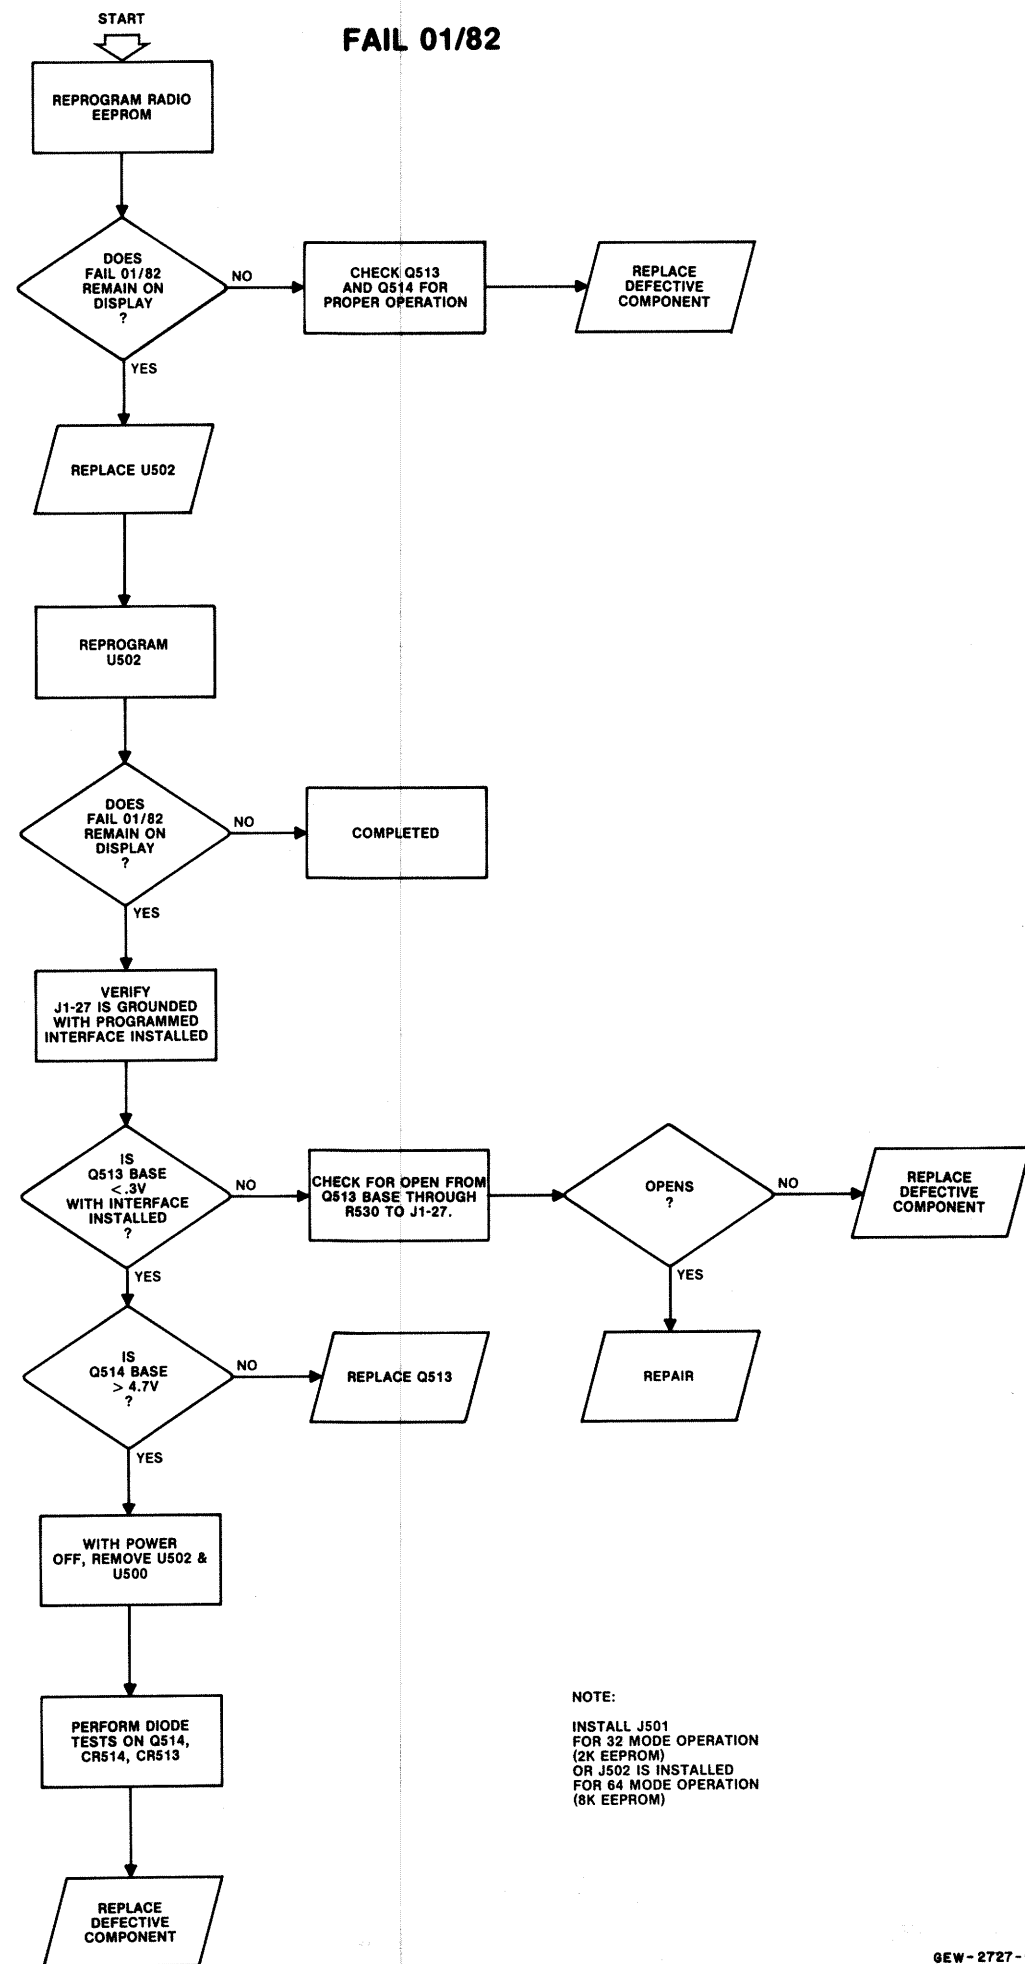 START
FAIL 01/82
REPROGRAM RADIO
EEPROM
DOES
FAIL 01/82
REMAIN ON
DISPLAY
?
NO
CHECK Q513
AND Q514 FOR
PROPER OPERATION
REPLACE
DEFECTIVE
COMPONENT
YES
REPLACE U502
REPROGRAM
U502
DOES
FAIL 01/82
REMAIN ON
DISPLAY
?
NO
COMPLETED
YES
VERIFY
J1-27 IS GROUNDED
WITH PROGRAMMED
INTERFACE INSTALLED
IS
Q513 BASE
<.3V
WITH INTERFACE
INSTALLED
?
NO
CHECK FOR OPEN FROM
Q513 BASE THROUGH
R530 TO J1-27.
OPENS
?
NO
REPLACE
DEFECTIVE
COMPONENT
YES
YES
IS
Q514 BASE
> 4.7V
?
NO
REPLACE Q513
REPAIR
YES
WITH POWER
OFF, REMOVE U502 &
U500
PERFORM DIODE
TESTS ON Q514,
CR514, CR513
NOTE:
INSTALL J501
FOR 32 MODE OPERATION
(2K EEPROM)
OR J502 IS INSTALLED
FOR 64 MODE OPERATION
(8K EEPROM)
REPLACE
DEFECTIVE
COMPONENT
GEW-2727-